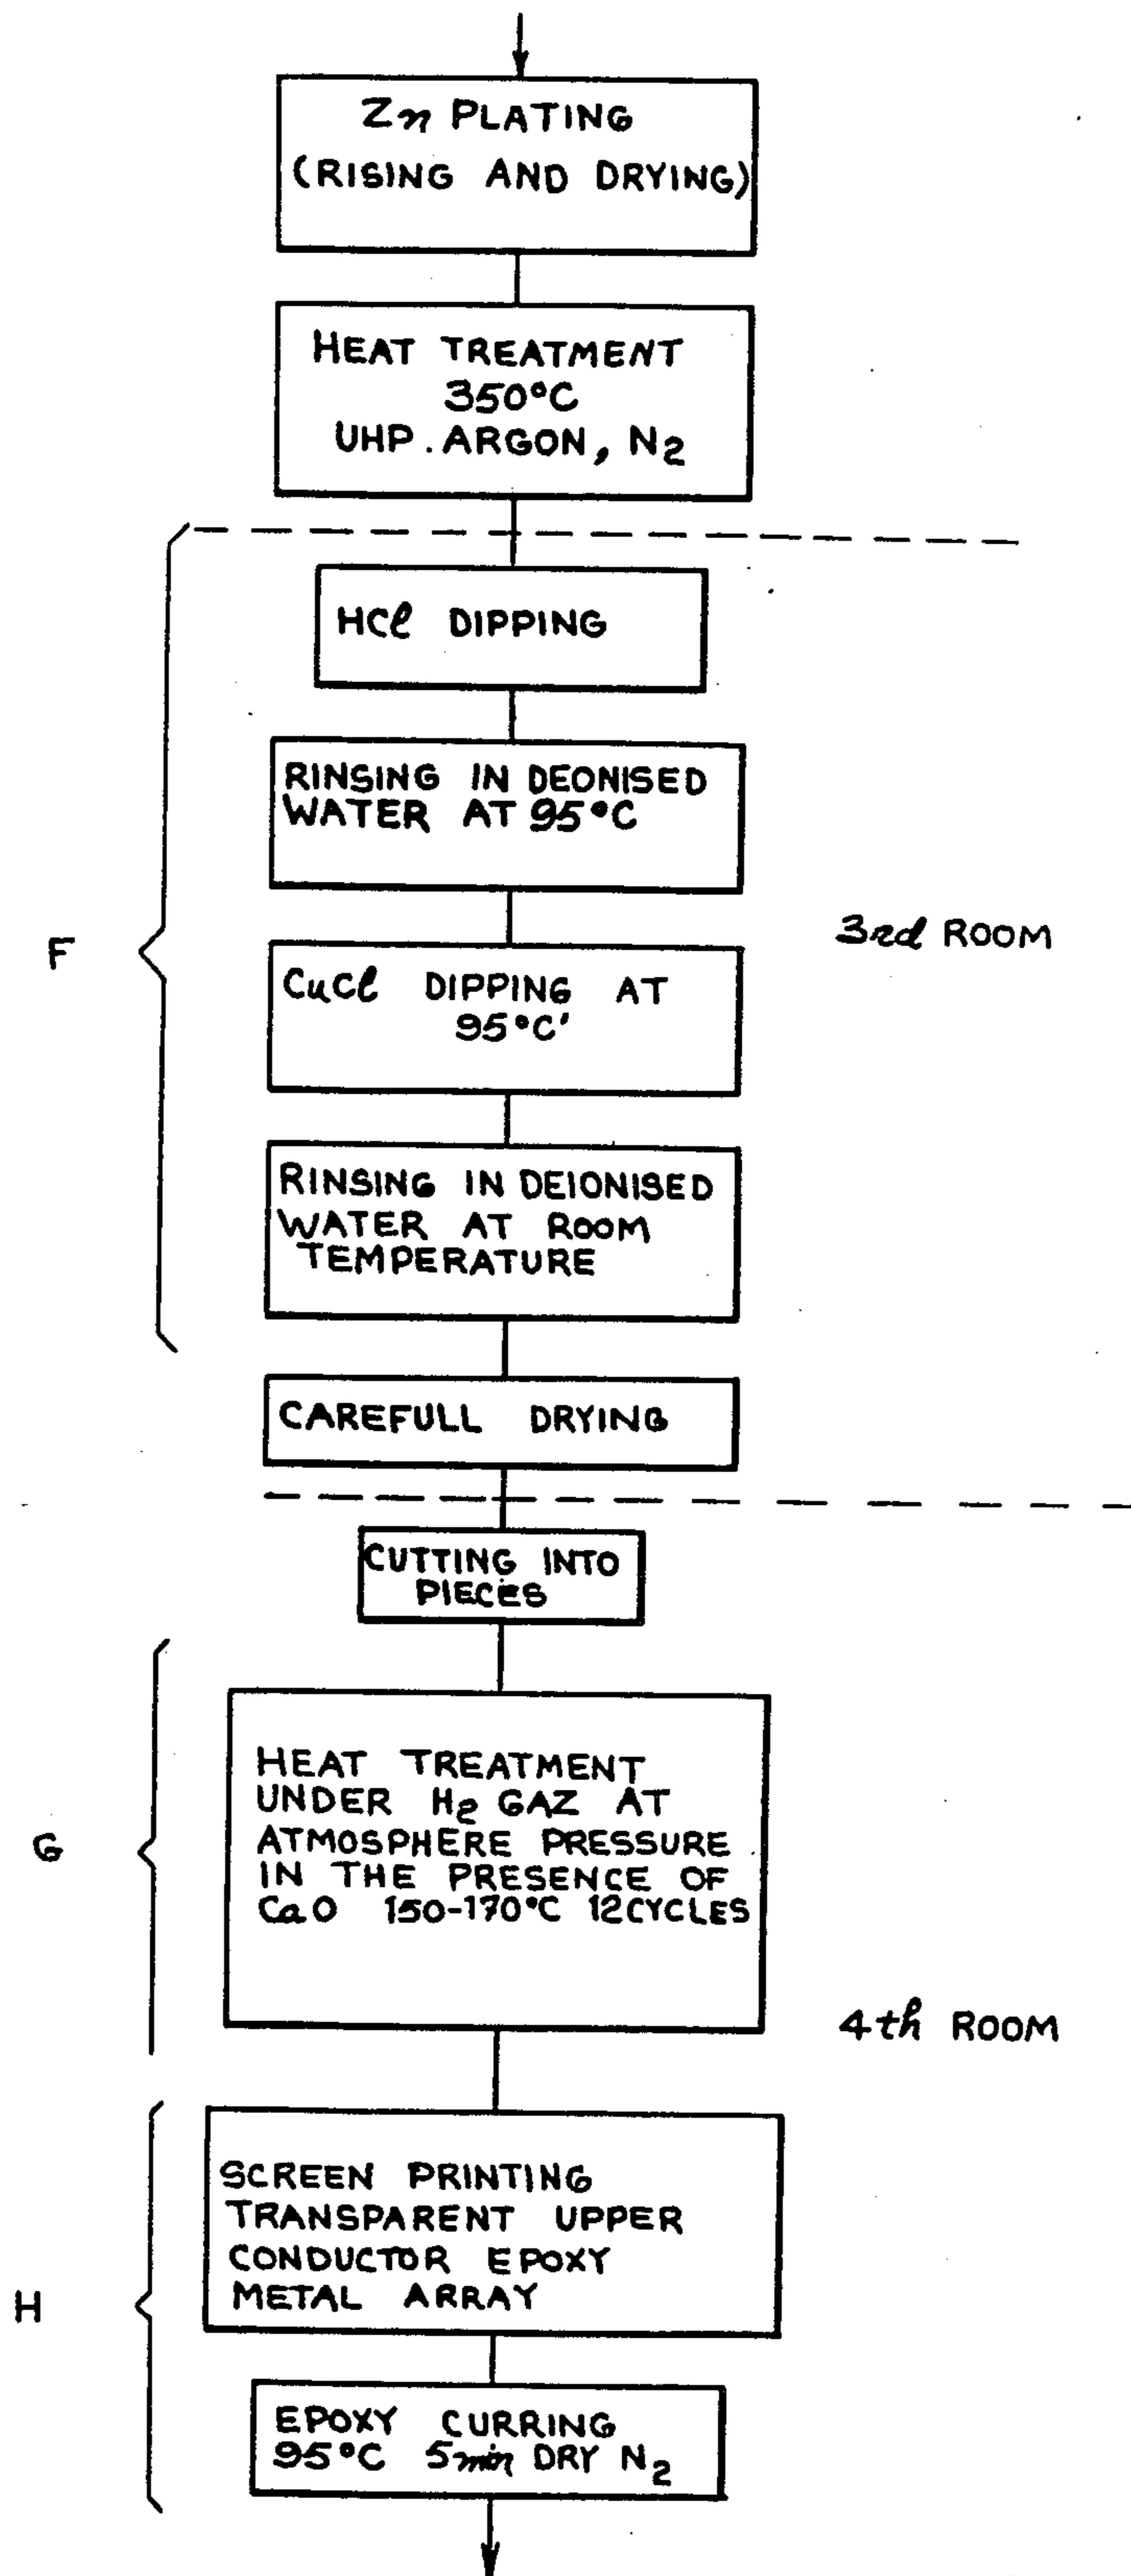 Zn PLATING
(RISING AND DRYING)
HEAT TREATMENT
350°C
UHP. ARGON, N2
HCl DIPPING
RINSING IN DEONISED
WATER AT 95°C
F
3rd ROOM
CuCl DIPPING AT
95°C'
RINSING IN DEIONISED
WATER AT ROOM
TEMPERATURE
CAREFULL DRYING
CUTTING INTO
PIECES
HEAT TREATMENT
UNDER H2 GAZ AT
ATMOSPHERE PRESSURE
IN THE PRESENCE OF
CaO 150-170°C 12CYCLES
G
4th ROOM
SCREEN PRINTING
TRANSPARENT UPPER
CONDUCTOR EPOXY
METAL ARRAY
H
EPOXY CURRING
95°C 5min DRY N2